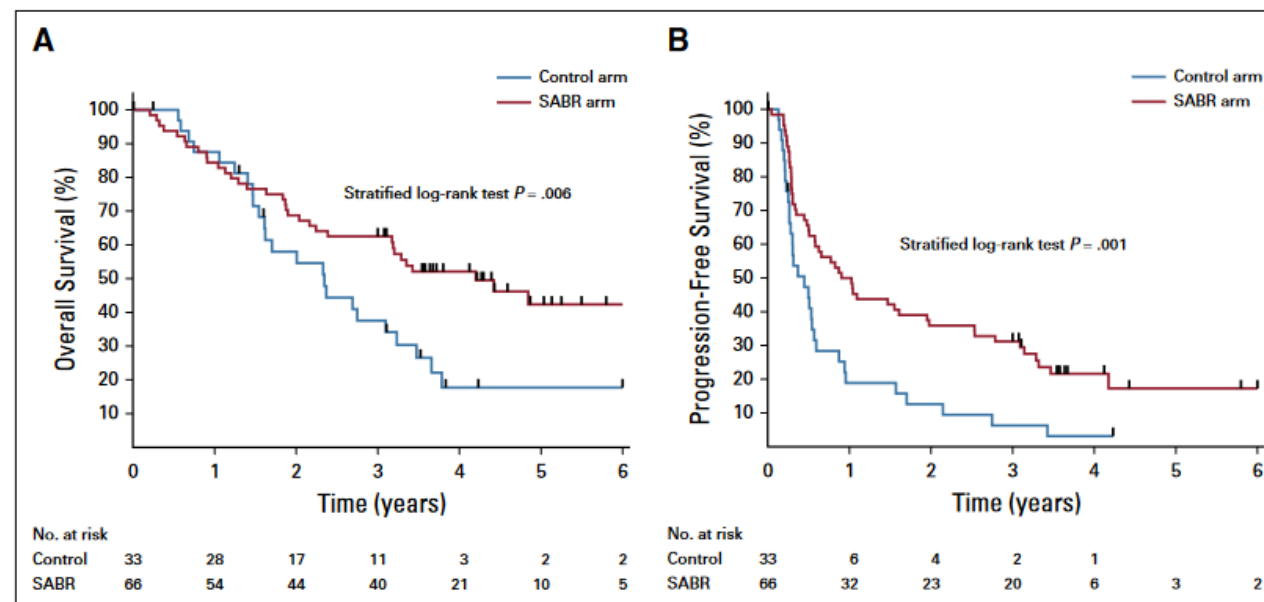 A
Control arm
SABR arm
100
90
80
70
60
50
40
30
20
10
Overall Survival (%)
Stratified log-rank test P = .006
0 1 2 3 4 5 6
Time (years)
No. at risk
Control 33 28 17 11 3 2 2
SABR 66 54 44 40 21 10 5
B
Control arm
SABR arm
100
90
80
70
60
50
40
30
20
10
Progression-Free Survival (%)
Stratified log-rank test P = .001
0 1 2 3 4 5 6
Time (years)
No. at risk
Control 33 6 4 2 1
SABR 66 32 23 20 6 3 2